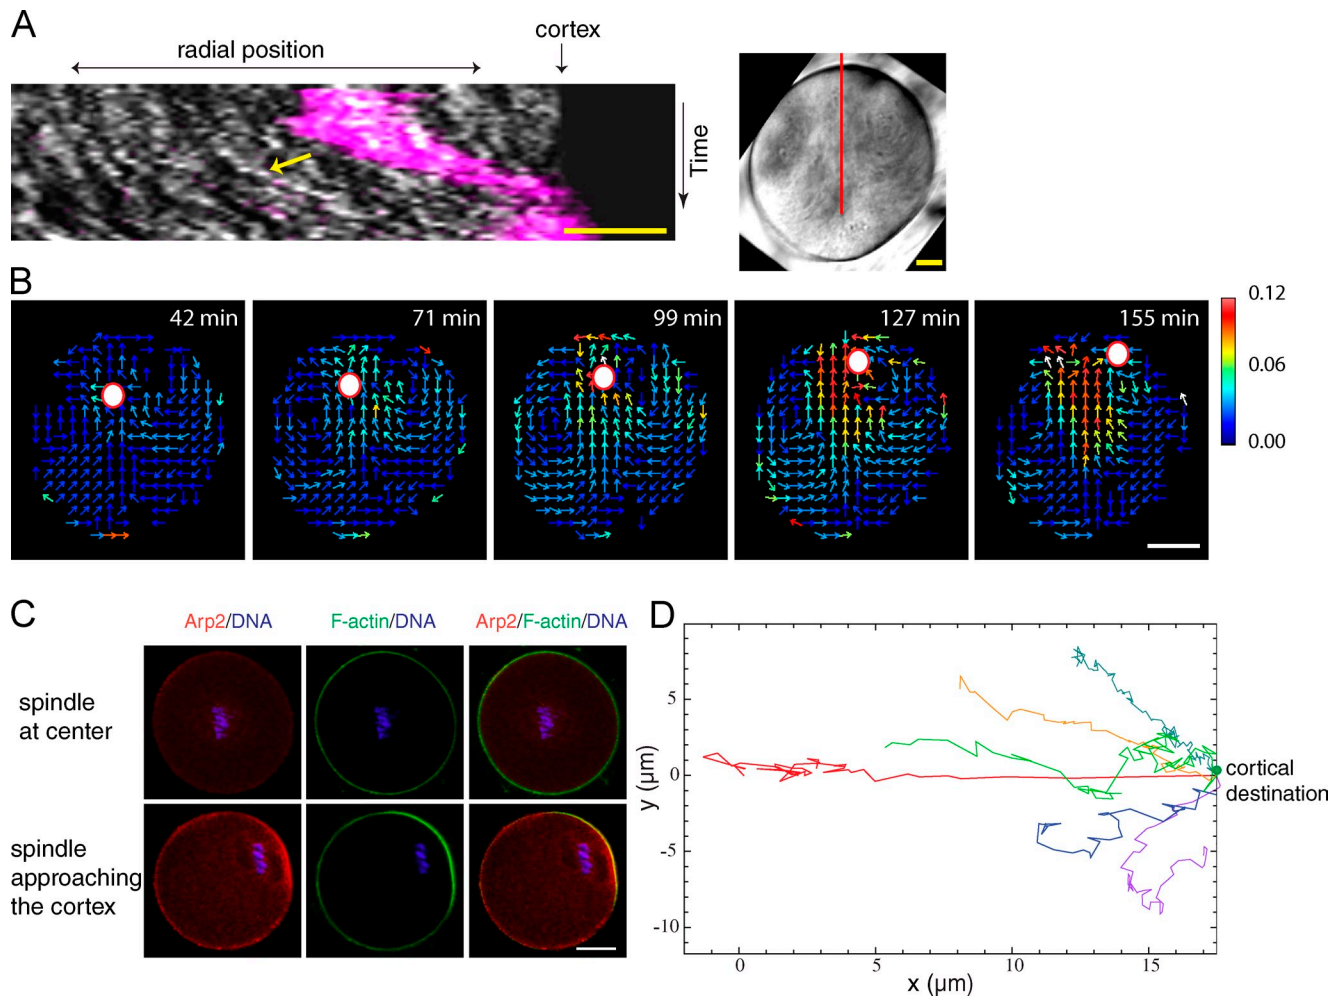 A
radial position
cortex
Time
B
42 min
71 min
99 min
127 min
155 min
0.12
0.06
0.00
C
Arp2/DNA
F-actin/DNA
Arp2/F-actin/DNA
spindle
at center
spindle
approaching
the cortex
D
5
0
-5
-10
y (µm)
0
5
10
15
x (µm)
cortical
destination